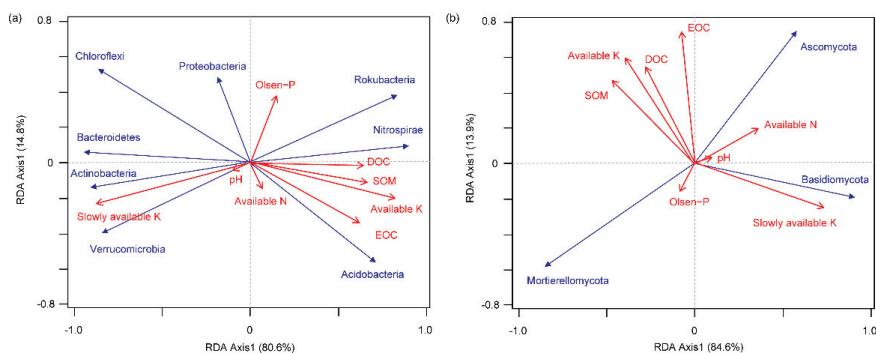 (a)
0.8
Chloroflexi
Proteobacteria
Olsen-P
Rokubacteria
Nitrospirae
Bacteroidetes
RDA Axis1 (14.8%)
0
DOC
Actinobacteria
pH
SOM
Slowly available K
Available N
Available K
EOC
Verrucomicrobia
Acidobacteria
-0.8
-1.0
0
1.0
RDA Axis1 (80.6%)
(b)
0.8
EOC
Ascomycota
Available K
DOC
SOM
Available N
RDA Axis1 (13.9%)
0
pH
Basidiomycota
Olsen-P
Slowly available K
Mortierellomycota
-0.8
-1.0
0
1.0
RDA Axis1 (84.6%)